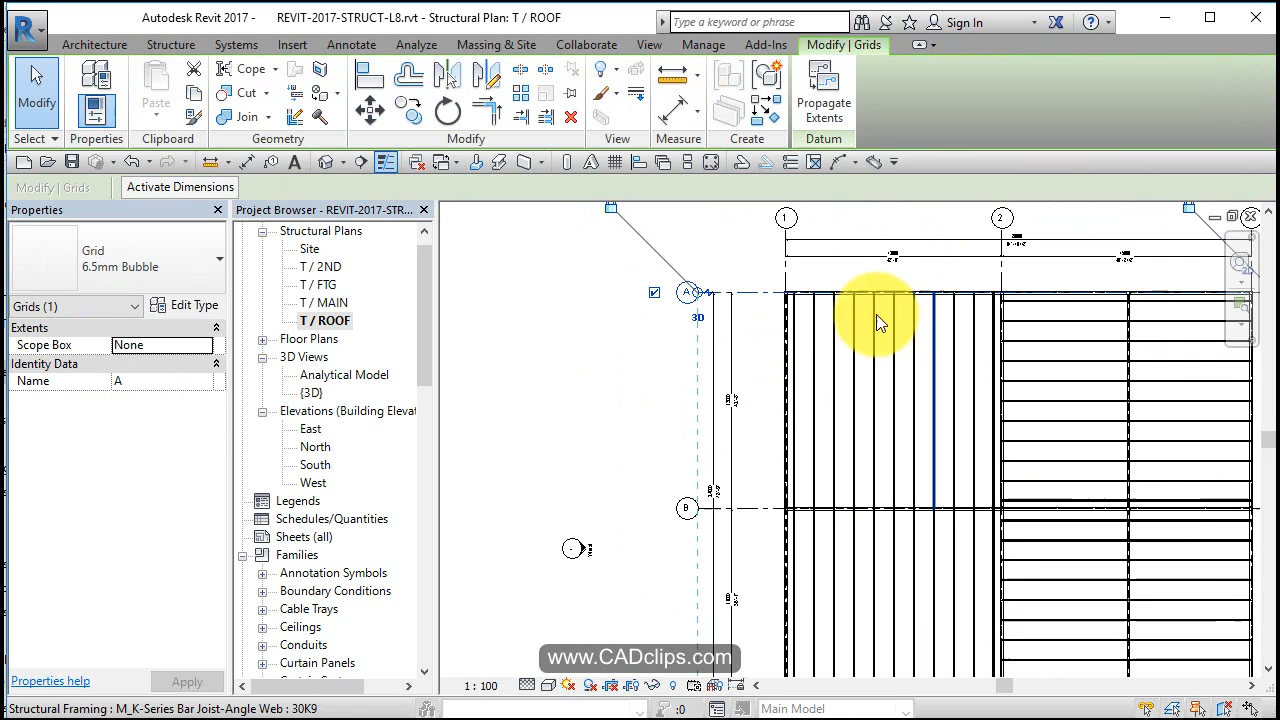 Autodesk Revit 2017 - REVIT-2017-STRUCT-L8.rvt - Structural Plan: T / ROOF
Type a keyword or phrase
Sign In
Architecture Structure Systems Insert Annotate Analyze Massing & Site Collaborate View Manage Add-Ins Modify | Grids
Modify
Paste
Cope
Cut
Join
Propagate
Extents
Select Properties Clipboard Geometry Modify View Measure Create Datum
Modify | Grids Activate Dimensions
Properties
Grid
6.5mm Bubble
Grids (1) Edit Type
Extents
Scope Box None
Identity Data
Name A
Properties help Apply
Project Browser - REVIT-2017-STR...
Structural Plans
Site
T / 2ND
T / FTG
T / MAIN
T / ROOF
Floor Plans
3D Views
Analytical Model
{3D}
Elevations (Building Elevat
East
North
South
West
Legends
Schedules/Quantities
Sheets (all)
Families
Annotation Symbols
Boundary Conditions
Cable Trays
Ceilings
Conduits
Curtain Panels
1 2
A
3D
B
www.CADclips.com
1 : 100
Structural Framing : M_K-Series Bar Joist-Angle Web : 30K9 :0 Main Model